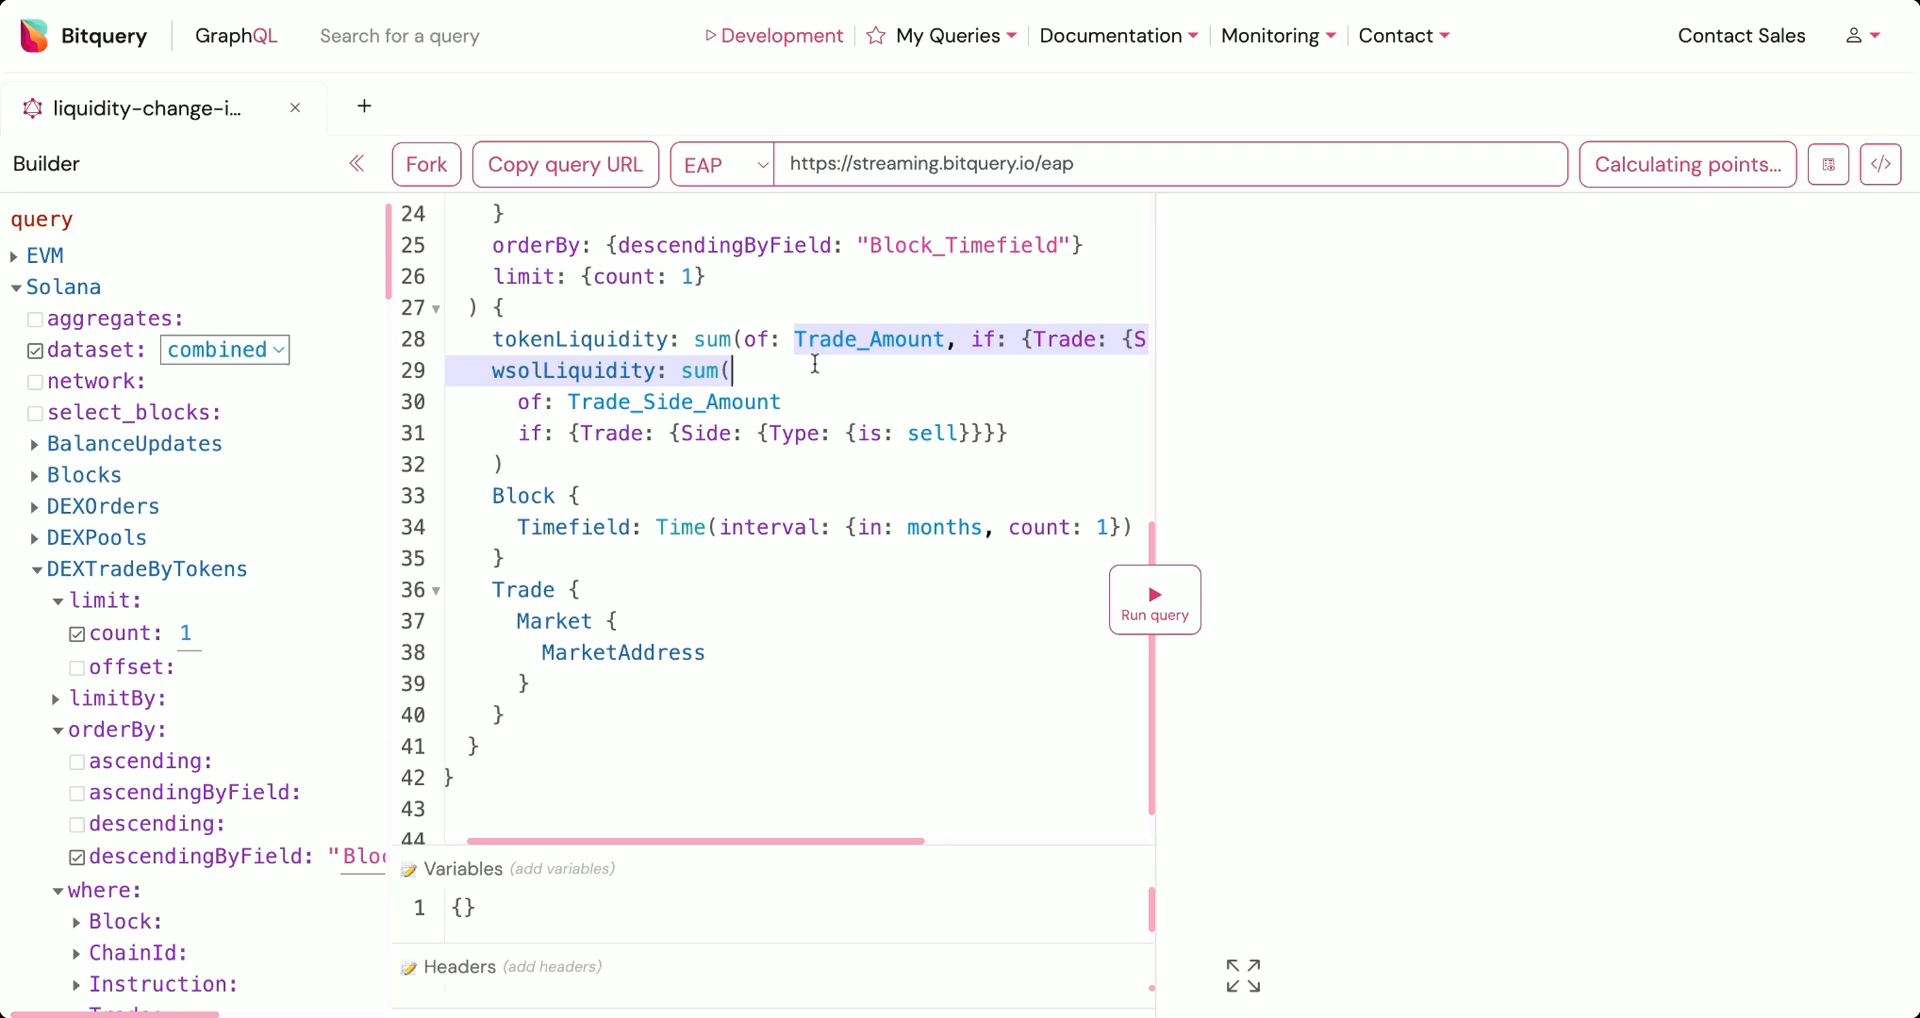 Bitquery
GraphQL
Search for a query
Development
My Queries
Documentation
Monitoring
Contact
Contact Sales
liquidity-change-i...
×
+
Builder
Fork
Copy query URL
EAP
https://streaming.bitquery.io/eap
Calculating points...
</>
query
EVM
Solana
aggregates:
dataset: combined
network:
select_blocks:
BalanceUpdates
Blocks
DEXOrders
DEXPools
DEXTradeByTokens
limit:
count: 1
offset:
limitBy:
orderBy:
ascending:
ascendingByField:
descending:
descendingByField: "Bloc
where:
Block:
ChainId:
Instruction:
24 }
25 orderBy: {descendingByField: "Block_Timefield"}
26 limit: {count: 1}
27 ) {
28 tokenLiquidity: sum(of: Trade_Amount, if: {Trade: {S
29 wsolLiquidity: sum(
30 of: Trade_Side_Amount
31 if: {Trade: {Side: {Type: {is: sell}}}}
32 )
33 Block {
34 Timefield: Time(interval: {in: months, count: 1})
35 }
36 Trade {
37 Market {
38 MarketAddress
39 }
40 }
41 }
42 }
43
44
Run query
Variables (add variables)
1 {}
Headers (add headers)